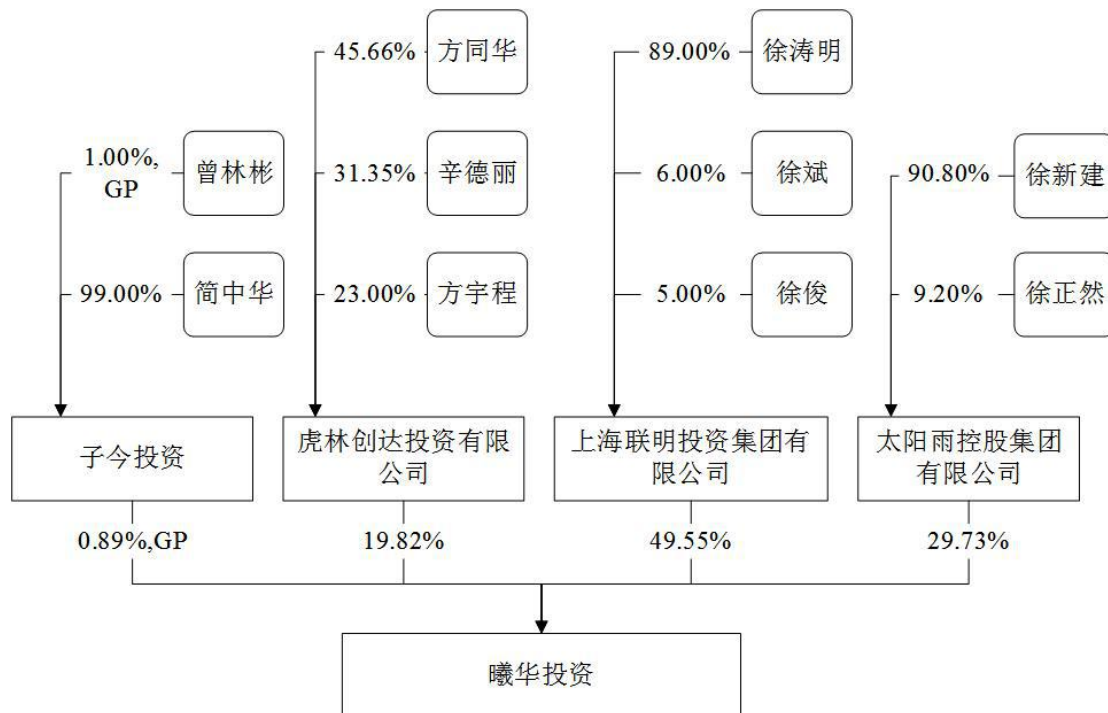 45.66%
方同华
89.00%
徐涛明
1.00%,
GP
曾林彬
31.35%
辛德丽
6.00%
徐斌
90.80%
徐新建
99.00%
简中华
23.00%
方宇程
5.00%
徐俊
9.20%
徐正然
子今投资
虎林创达投资有限
公司
上海联明投资集团有
限公司
太阳雨控股集团
有限公司
0.89%,GP
19.82%
49.55%
29.73%
曦华投资